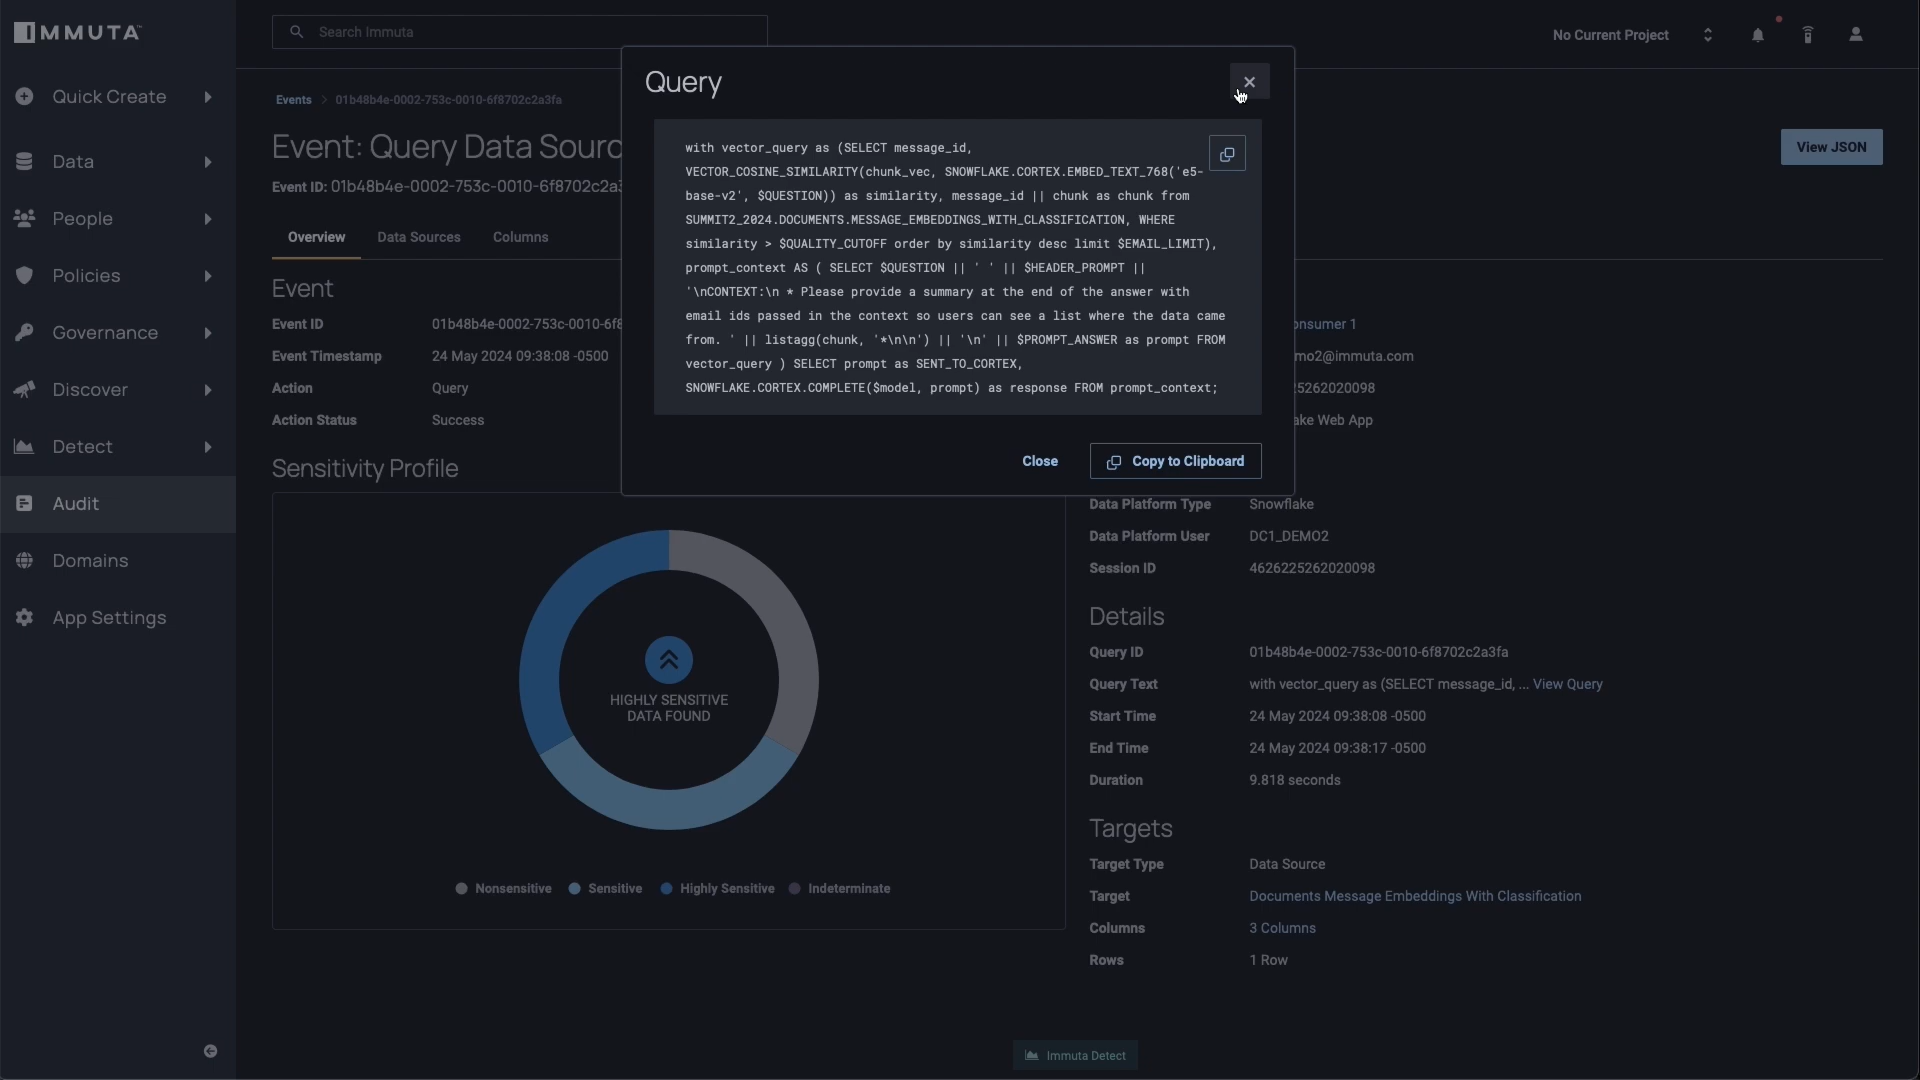 IMMUTA™
Search Immuta
No Current Project
Quick Create
Data
People
Policies
Governance
Discover
Detect
Audit
Domains
App Settings
Events > 01b48b4e-0002-753c-0010-6f8702c2a3fa
Event: Query Data Sourc
Event ID: 01b48b4e-0002-753c-0010-6f8702c2a3
View JSON
Overview Data Sources Columns
Query
with vector_query as (SELECT message_id,
VECTOR_COSINE_SIMILARITY(chunk_vec, SNOWFLAKE.CORTEX.EMBED_TEXT_768('e5-
base-v2', $QUESTION)) as similarity, message_id || chunk as chunk from
SUMMIT2_2024.DOCUMENTS.MESSAGE_EMBEDDINGS_WITH_CLASSIFICATION, WHERE
similarity > $QUALITY_CUTOFF order by similarity desc limit $EMAIL_LIMIT),
prompt_context AS ( SELECT $QUESTION || ' ' || $HEADER_PROMPT ||
'\nCONTEXT:\n * Please provide a summary at the end of the answer with
email ids passed in the context so users can see a list where the data came
from. ' || listagg(chunk, '*\n\n') || '\n' || $PROMPT_ANSWER as prompt FROM
vector_query ) SELECT prompt as SENT_TO_CORTEX,
SNOWFLAKE.CORTEX.COMPLETE($model, prompt) as response FROM prompt_context;
Close Copy to Clipboard
Event
Event ID 01b48b4e-0002-753c-0010-6f8
Event Timestamp 24 May 2024 09:38:08 -0500
Action Query
Action Status Success
Sensitivity Profile
HIGHLY SENSITIVE
DATA FOUND
Nonsensitive Sensitive Highly Sensitive Indeterminate
onsumer 1
mo2@immuta.com
5262020098
ake Web App
Data Platform Type Snowflake
Data Platform User DC1_DEMO2
Session ID 4626225262020098
Details
Query ID 01b48b4e-0002-753c-0010-6f8702c2a3fa
Query Text with vector_query as (SELECT message_id, ... View Query
Start Time 24 May 2024 09:38:08 -0500
End Time 24 May 2024 09:38:17 -0500
Duration 9.818 seconds
Targets
Target Type Data Source
Target Documents Message Embeddings With Classification
Columns 3 Columns
Rows 1 Row
Immuta Detect